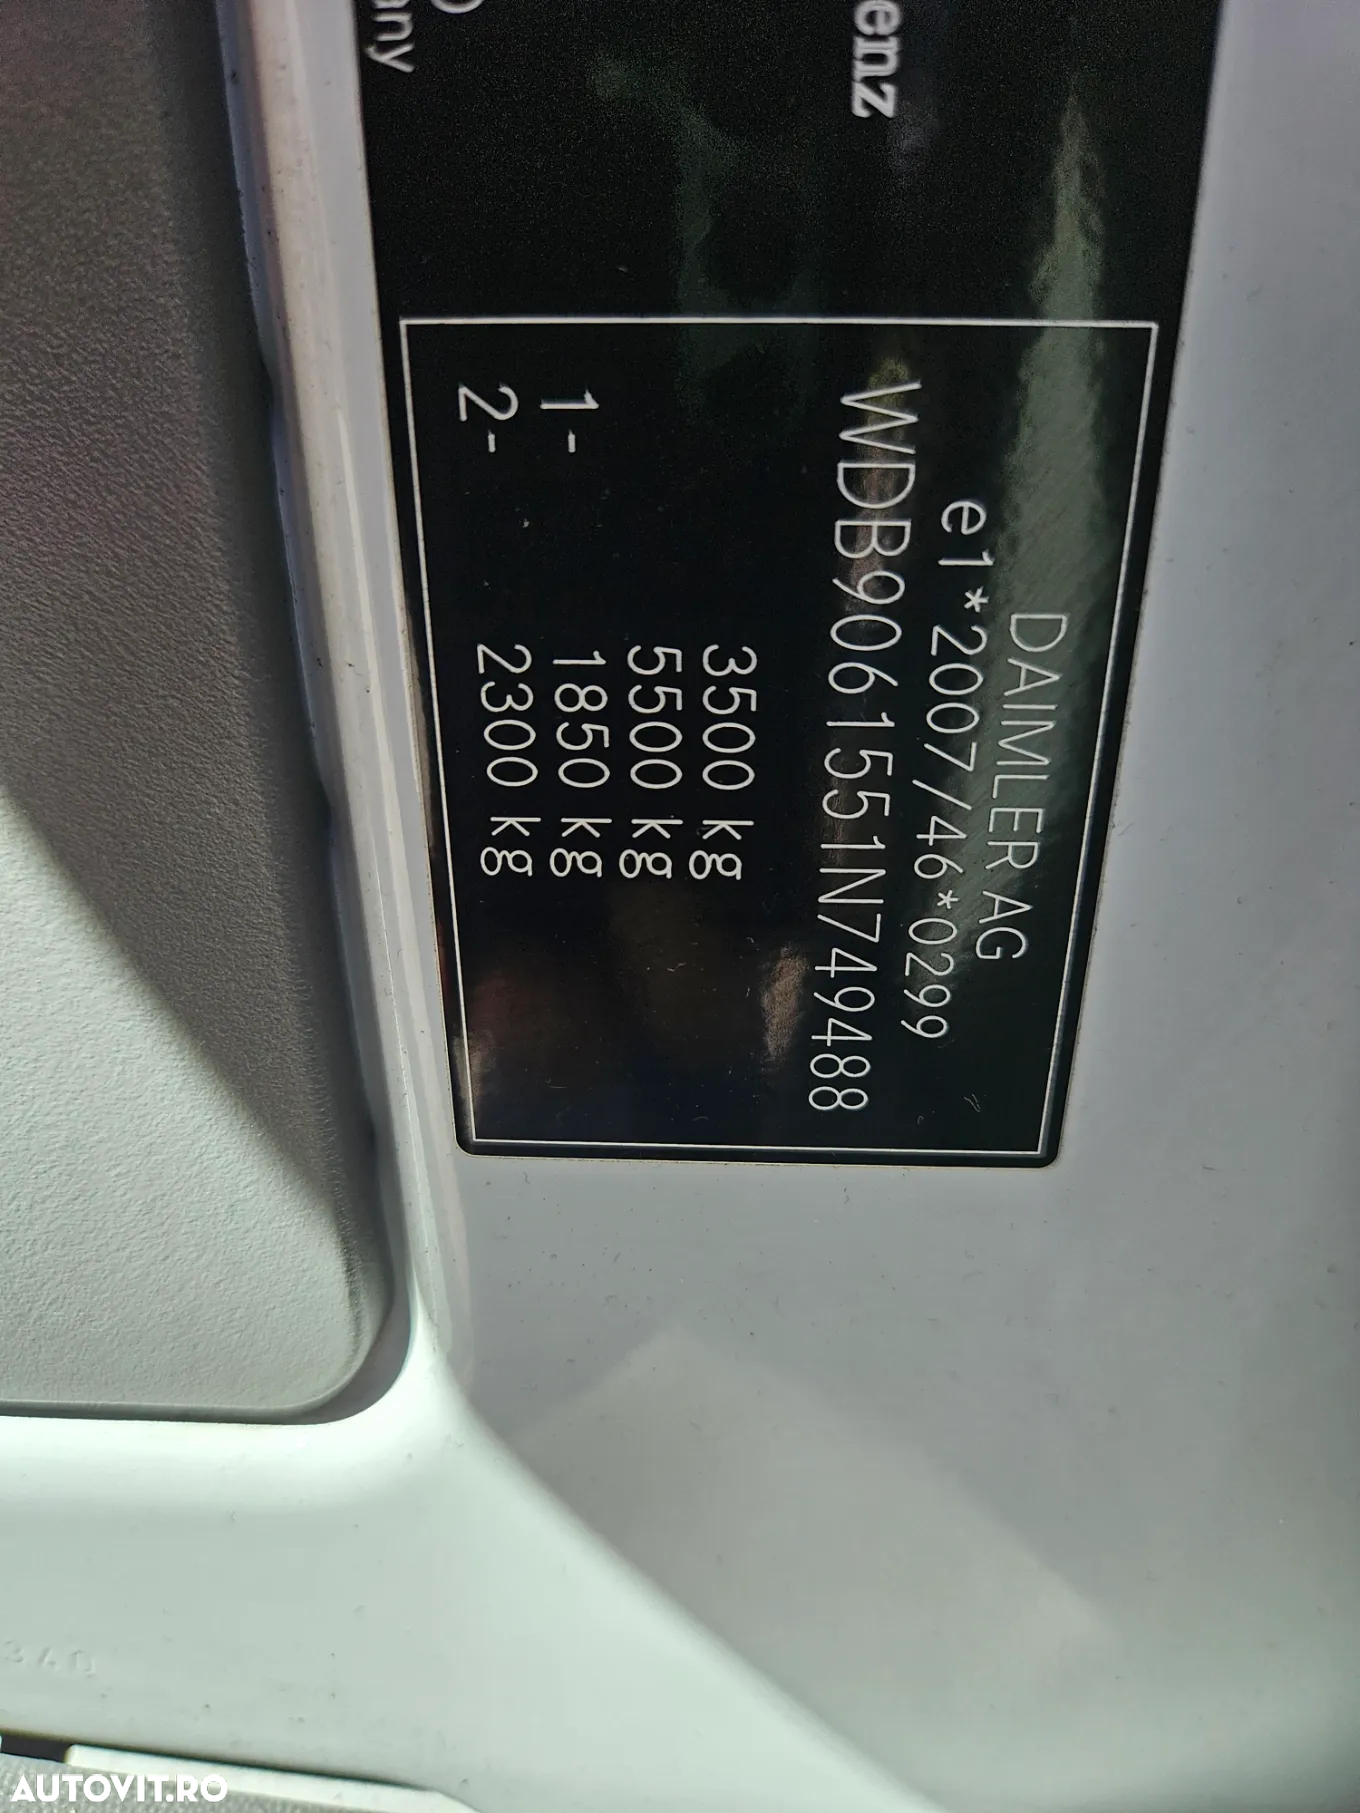 enz
any
DAIMLER AG
e1*2007/46*0299
WDB9061551N749488
3500 kg
5500 kg
1- 1850 kg
2- 2300 kg
AUTOVIT.RO